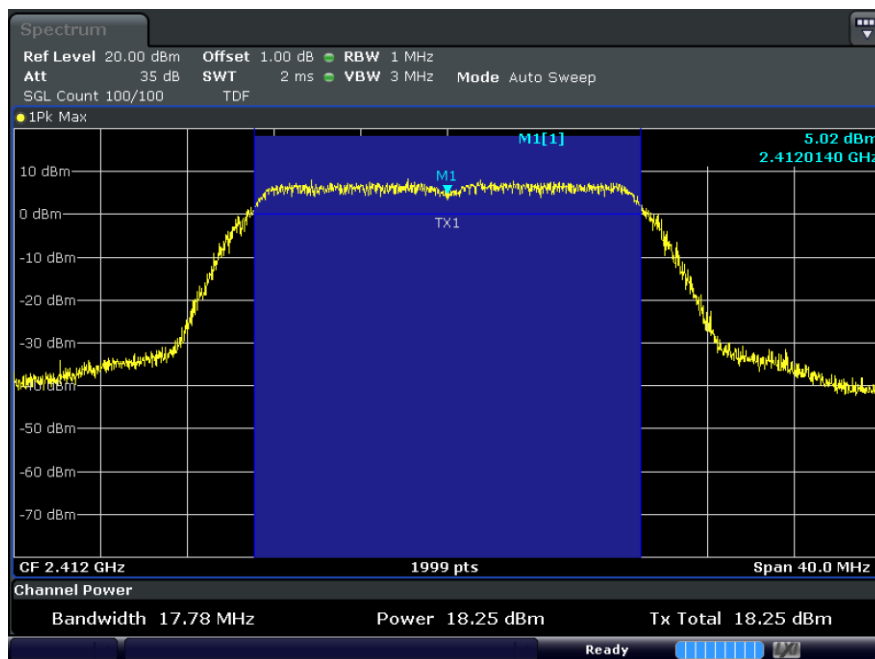 Spectrum
Ref Level 20.00 dBm Offset 1.00 dB RBW 1 MHz
Att 35 dB SWT 2 ms VBW 3 MHz Mode Auto Sweep
SGL Count 100/100 TDF
1Pk Max
M1[1] 5.02 dBm
2.4120140 GHz
10 dBm
M1
0 dBm
TX1
-10 dBm
-20 dBm
-30 dBm
-40 dBm
-50 dBm
-60 dBm
-70 dBm
CF 2.412 GHz 1999 pts Span 40.0 MHz
Channel Power
Bandwidth 17.78 MHz Power 18.25 dBm Tx Total 18.25 dBm
Ready